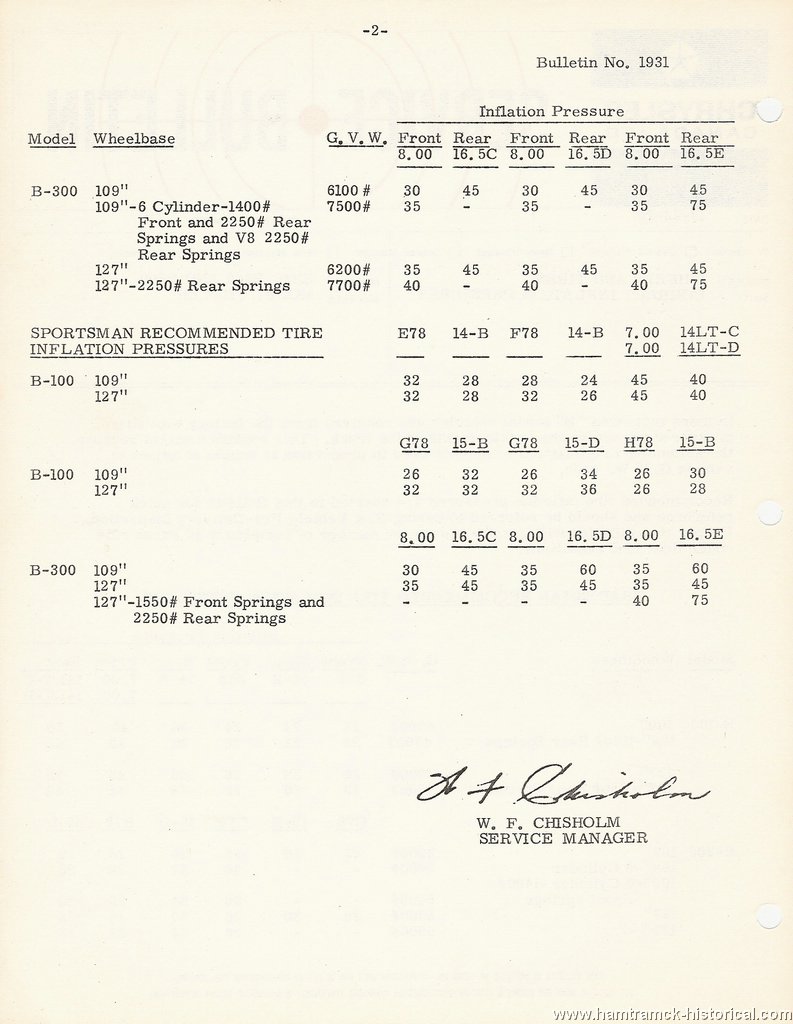 -2-
Bulletin No. 1931
Inflation Pressure
Model Wheelbase G. V. W. Front Rear Front Rear Front Rear
8.00 16.5C 8.00 16.5D 8.00 16.5E
B-300 109" 6100 # 30 45 30 45 30 45
109"-6 Cylinder-1400# 7500# 35 - 35 - 35 75
Front and 2250# Rear
Springs and V8 2250#
Rear Springs
127" 6200# 35 45 35 45 35 45
127"-2250# Rear Springs 7700# 40 - 40 - 40 75
SPORTSMAN RECOMMENDED TIRE E78 14-B F78 14-B 7.00 14LT-C
INFLATION PRESSURES 7.00 14LT-D
B-100 109" 32 28 28 24 45 40
127" 32 28 32 26 45 40
G78 15-B G78 15-D H78 15-B
B-100 109" 26 32 26 34 26 30
127" 32 32 32 36 26 28
8.00 16.5C 8.00 16.5D 8.00 16.5E
B-300 109" 30 45 35 60 35 60
127" 35 45 35 45 35 45
127"-1550# Front Springs and - - - - 40 75
2250# Rear Springs
W F Chisholm
W. F. CHISHOLM
SERVICE MANAGER
www.hamtramck-historical.com